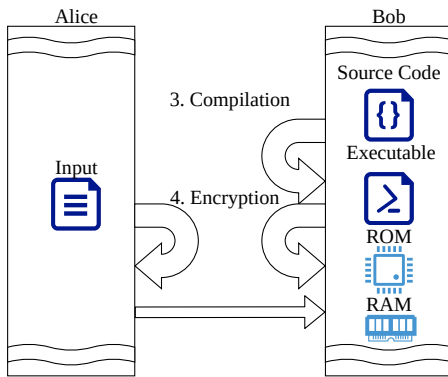 Alice
Bob
Source Code
{}
3. Compilation
Executable
Input
4. Encryption
ROM
RAM